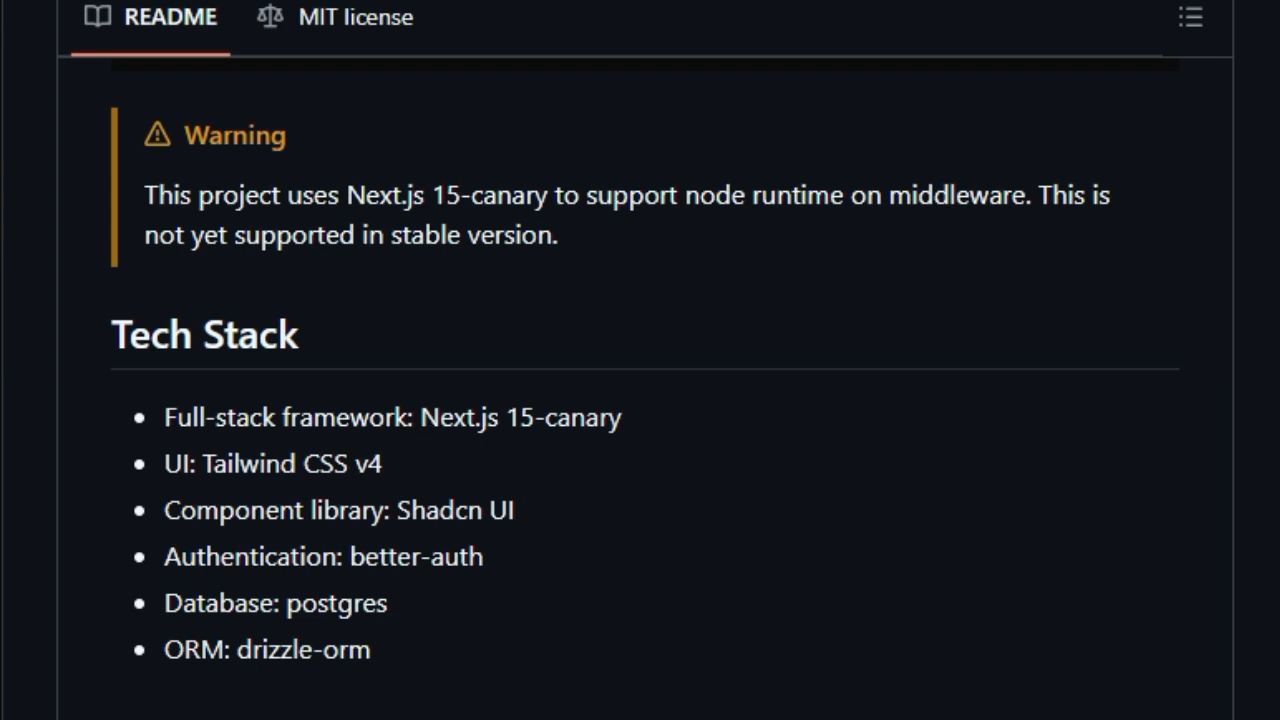 README MIT license
Warning
This project uses Next.js 15-canary to support node runtime on middleware. This is
not yet supported in stable version.
Tech Stack
Full-stack framework: Next.js 15-canary
UI: Tailwind CSS v4
Component library: Shadcn UI
Authentication: better-auth
Database: postgres
ORM: drizzle-orm